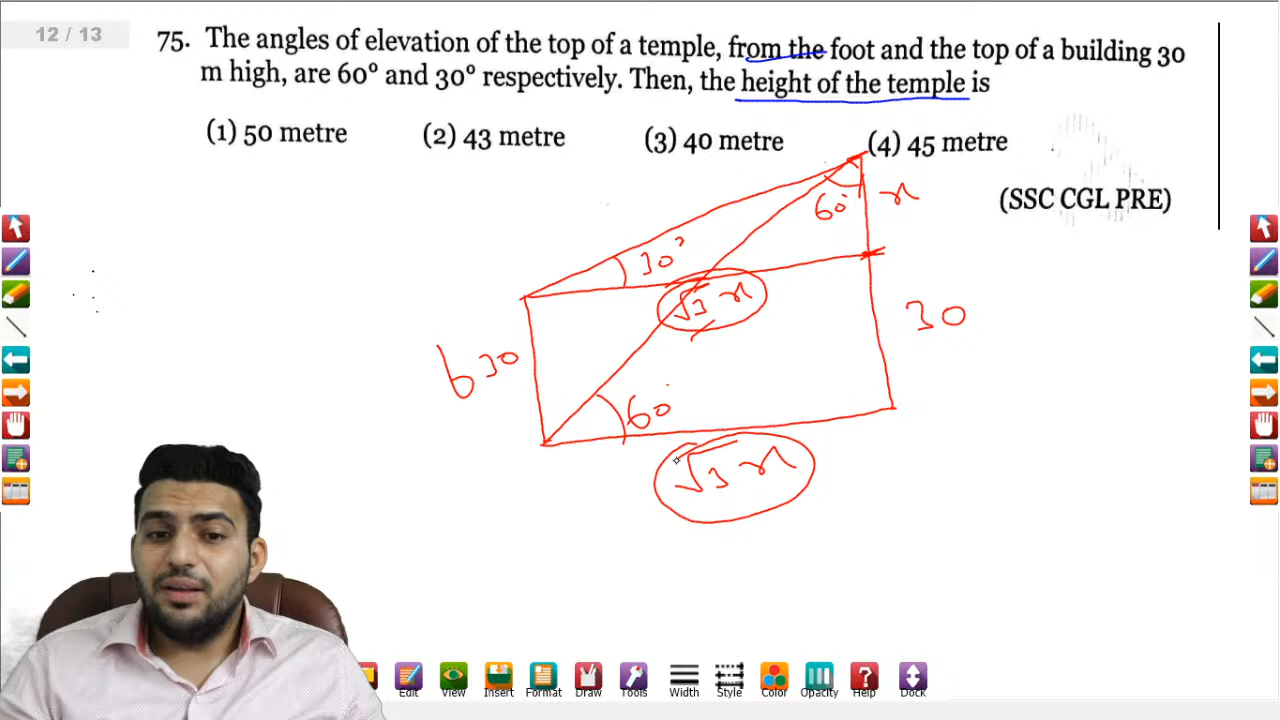 12 / 13
75. The angles of elevation of the top of a temple, from the foot and the top of a building 30
m high, are 60° and 30° respectively. Then, the height of the temple is
(1) 50 metre (2) 43 metre (3) 40 metre (4) 45 metre
(SSC CGL PRE)
60° x
30°
√3 x
30
b 30
60°
√3 x
Edit View Insert Format Draw Tools Width Style Color Opacity Help Dock